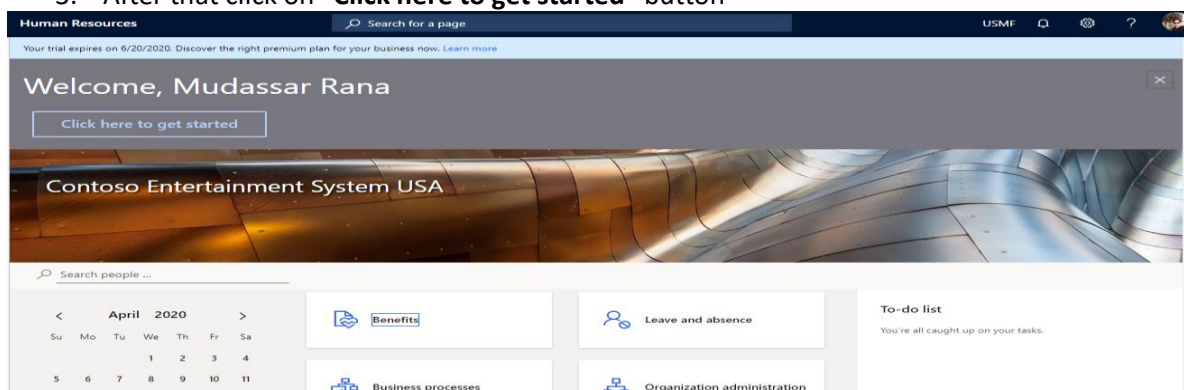 After that click on "Click here to get started" button
Human Resources
Search for a page
USMF
?
Your trial expires on 6/20/2020. Discover the right premium plan for your business now. Learn more
Welcome, Mudassar Rana
Click here to get started
Contoso Entertainment System USA
Search people ...
< April 2020 >
Su Mo Tu We Th Fr Sa
1 2 3 4
5 6 7 8 9 10 11
Benefits
Leave and absence
Business processes
Organization administration
To-do list
You're all caught up on your tasks.